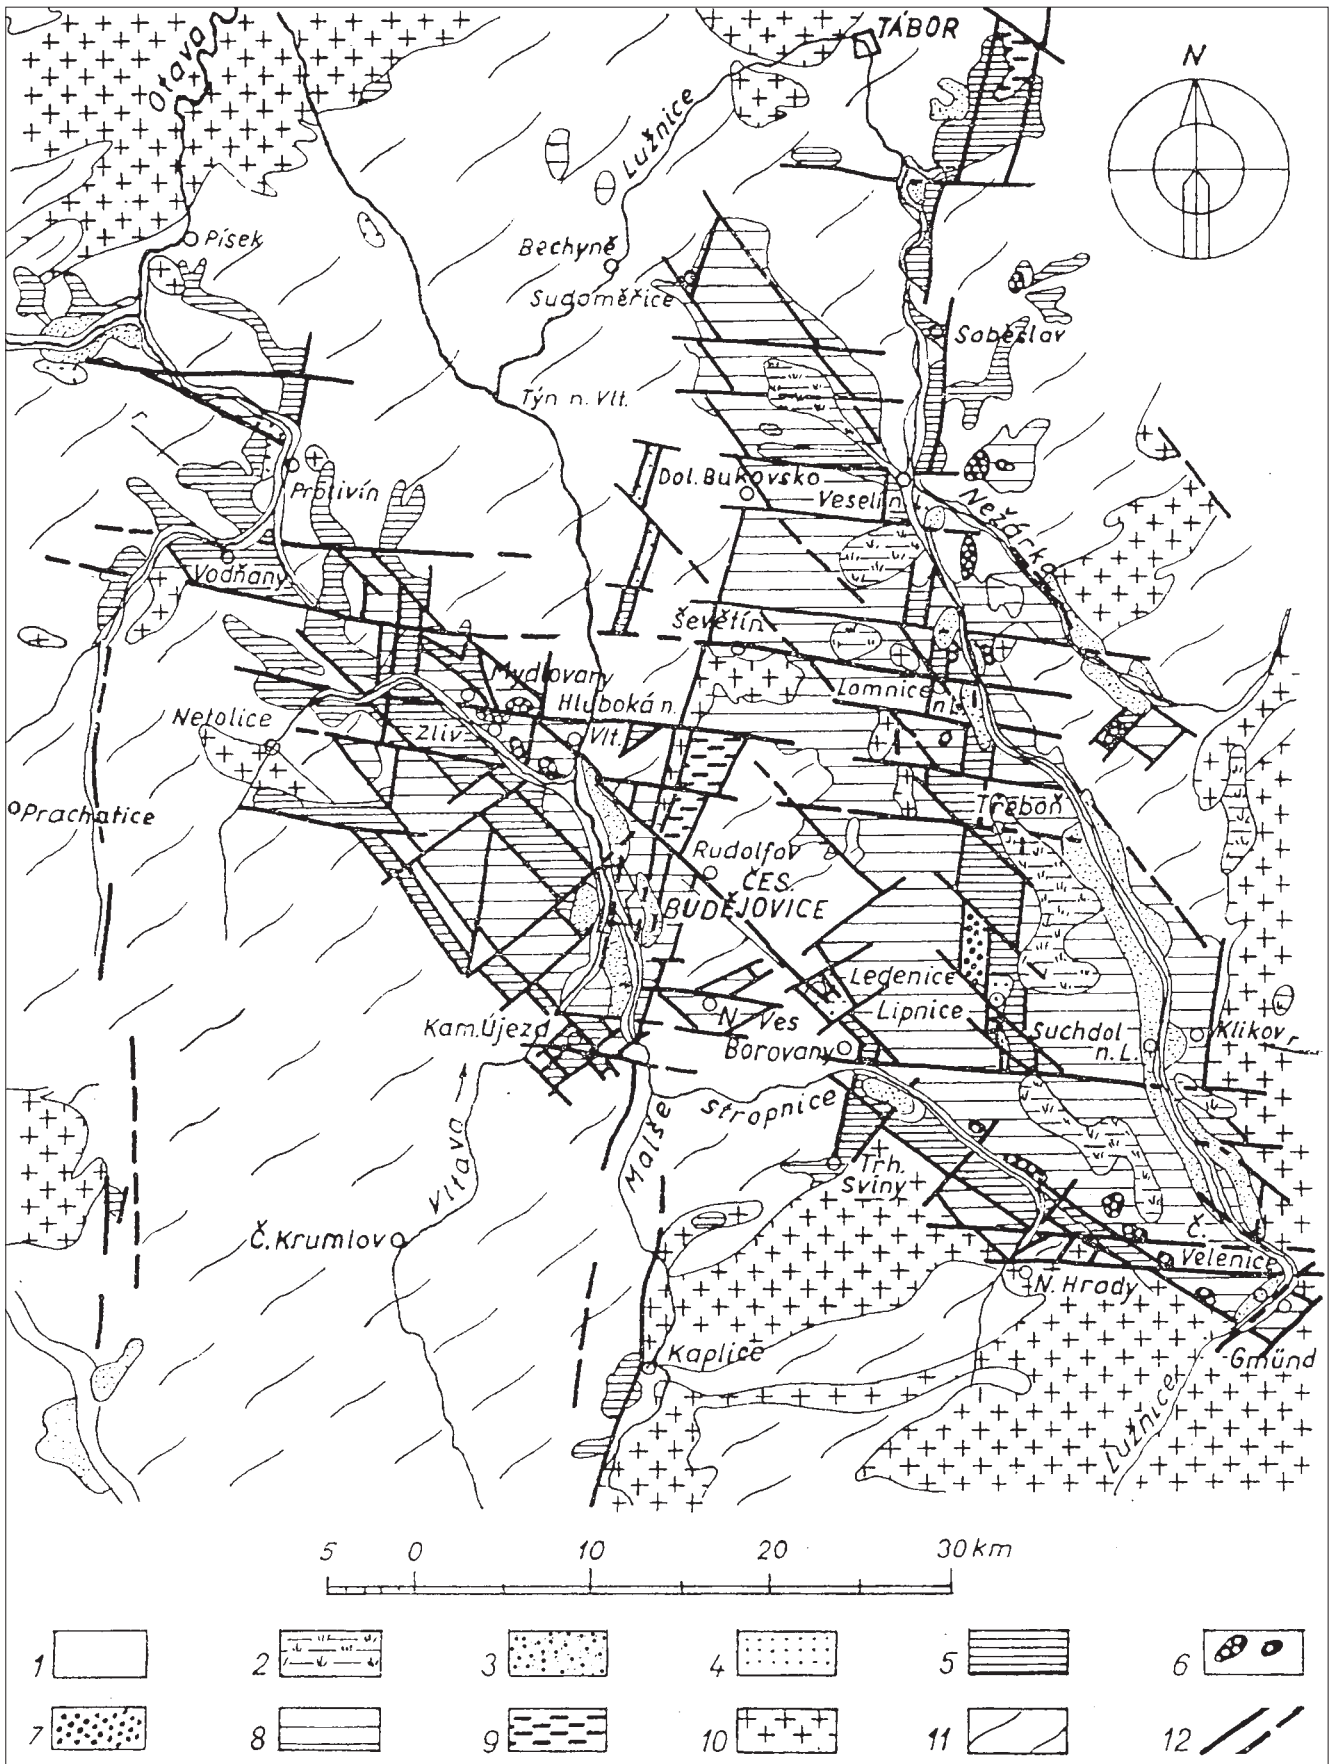 TÁBOR
N
Otava
Lužnice
Písek
Bechyně
Sudoměřice
Soběslav
Týn n. Vlt.
Dol. Bukovsko
Veselí n
Nežárka
Protivín
Vodňany
Ševětín
Mydlovary
Hluboká n.
Vlt.
Lomnice
n L.
Netolice
Zliv
Prachatice
Třeboň
Rudolfov
ČES.
BUDĚJOVICE
Ledenice
Lipnice
N. Ves
Kam. Újezd
Borovany
Suchdol
n. L.
Klikov
Stropnice
Vltava
Malše
Trh.
Sviny
Č. Krumlov
Č.
Velenice
N. Hrady
Kaplice
Gmünd
Lužnice
5 0 10 20 30 km
1 2 3 4 5 6
7 8 9 10 11 12